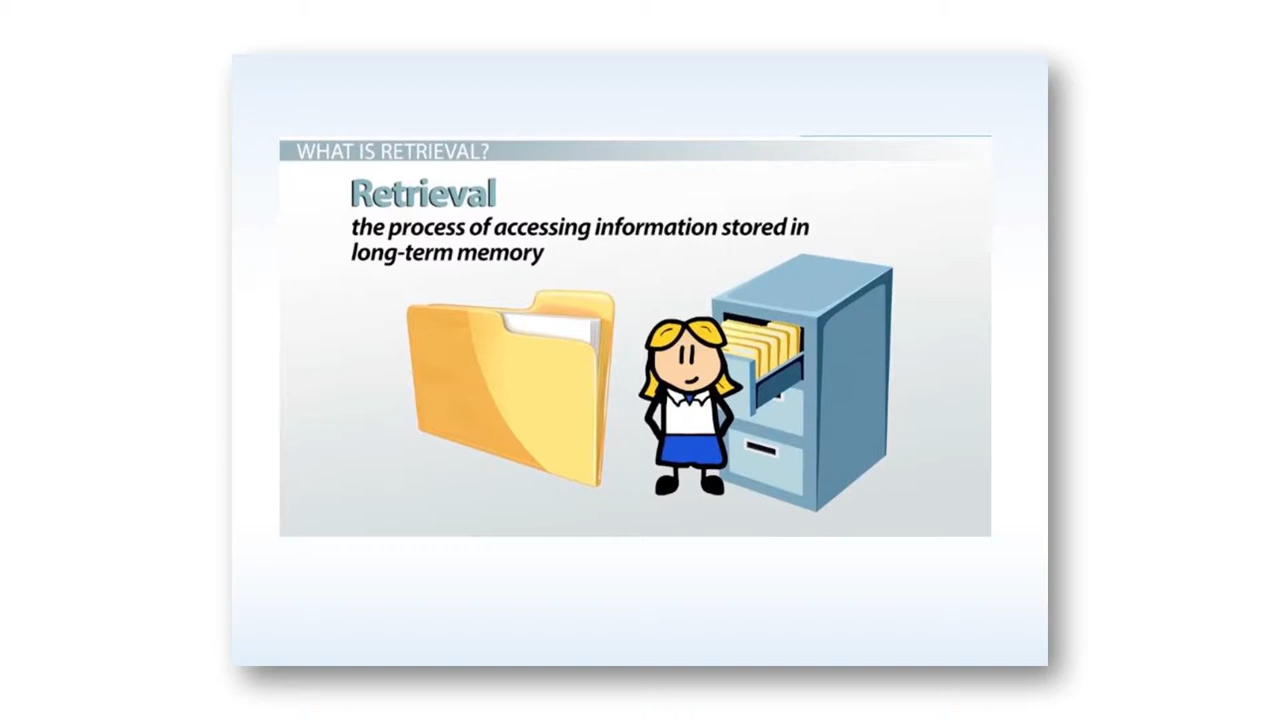 WHAT IS RETRIEVAL?
Retrieval
the process of accessing information stored in
long-term memory